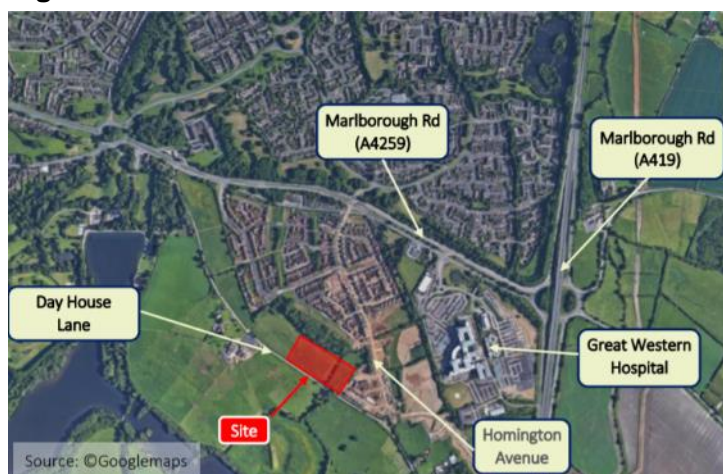 Marlborough Rd
(A4259)
Marlborough Rd
(A419)
Day House
Lane
Great Western
Hospital
Site
Homington
Avenue
Source: ©Googlemaps